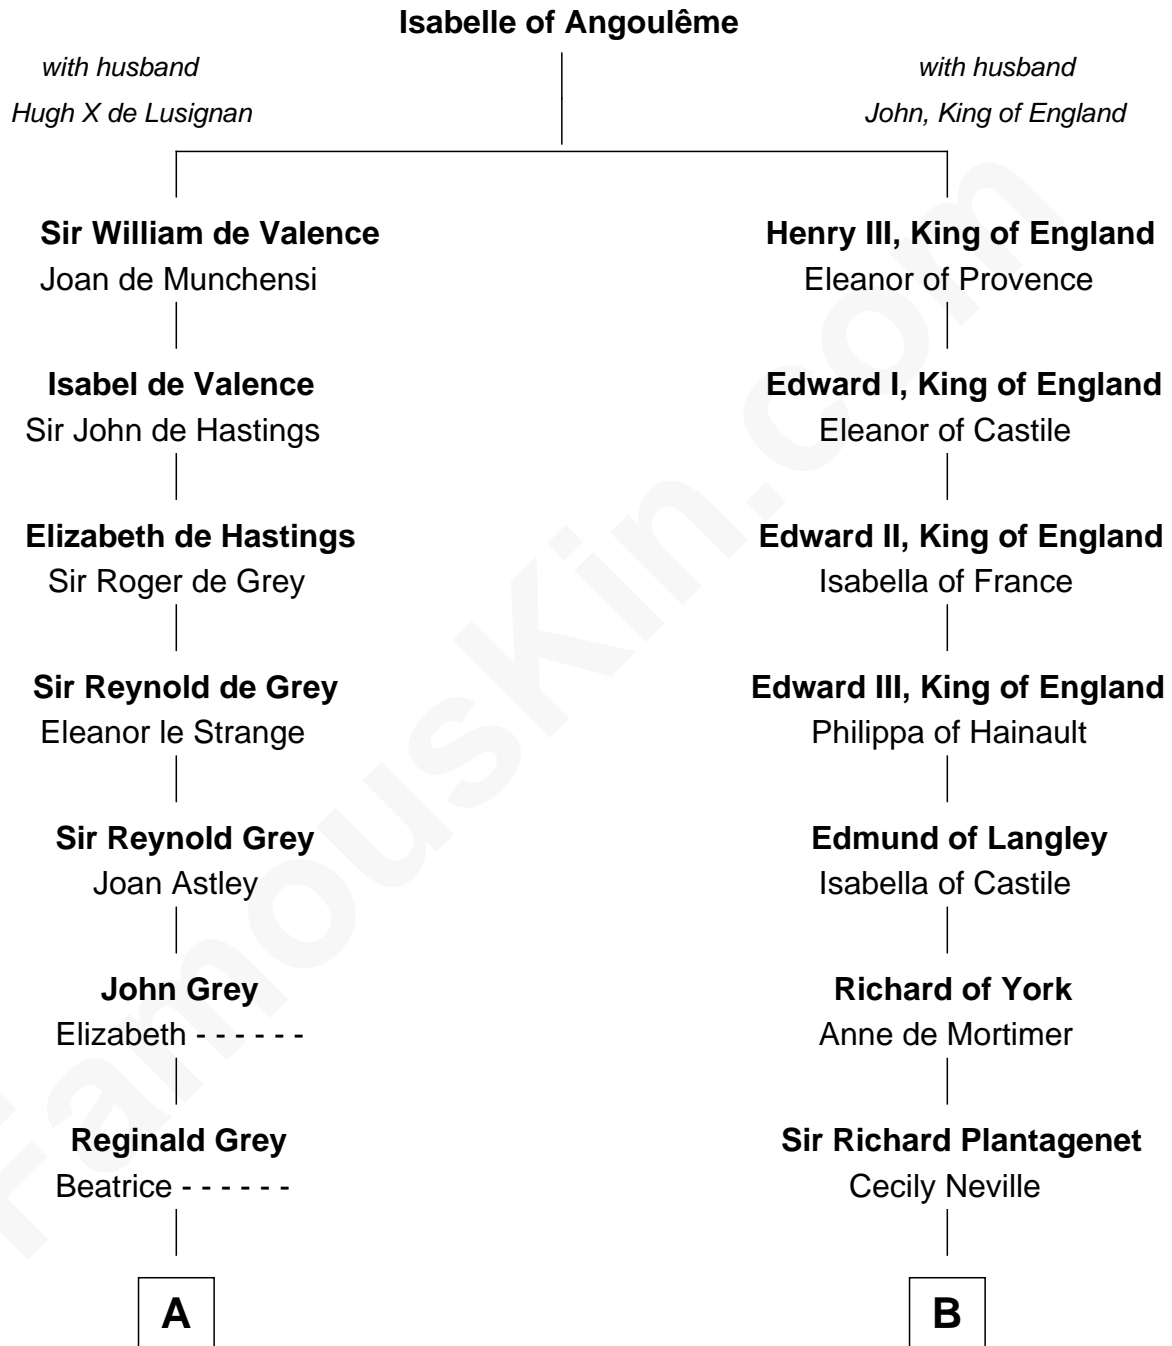 Isabelle of Angoulême
with husband
Hugh X de Lusignan
with husband
John, King of England
Sir William de Valence
Joan de Munchensi
Henry III, King of England
Eleanor of Provence
Isabel de Valence
Sir John de Hastings
Edward I, King of England
Eleanor of Castile
Elizabeth de Hastings
Sir Roger de Grey
Edward II, King of England
Isabella of France
Sir Reynold de Grey
Eleanor le Strange
Edward III, King of England
Philippa of Hainault
Sir Reynold Grey
Joan Astley
Edmund of Langley
Isabella of Castile
John Grey
Elizabeth - - - - - -
Richard of York
Anne de Mortimer
Reginald Grey
Beatrice - - - - - -
Sir Richard Plantagenet
Cecily Neville
A
B
FamousKin.com